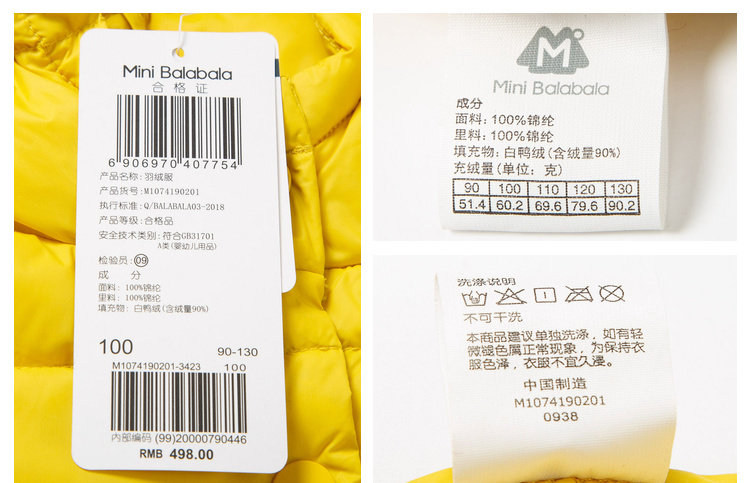 Mini Balabala
合格证
6 906970 407754
产品名称：羽绒服
产品货号：M1074190201
执行标准：Q/BALABALA03-2018
产品等级：合格品
安全技术类别：符合GB31701
A类（婴幼儿用品）
检验员：09
成 分
面料：100%锦纶
里料：100%锦纶
填充物：白鸭绒（含绒量90%）
100 90-130
M1074190201-3423 100
内部编码 (99)20000790446
RMB 498.00
M
Mini Balabala
成分
面料：100%锦纶
里料：100%锦纶
填充物：白鸭绒（含绒量90%）
充绒量（单位：克）
90 100 110 120 130
51.4 60.2 69.6 79.6 90.2
洗涤说明
不可干洗
本商品建议单独洗涤，如有轻
微褪色属正常现象，为保持衣
服色泽，衣服不宜久浸。
中国制造
M1074190201
0938